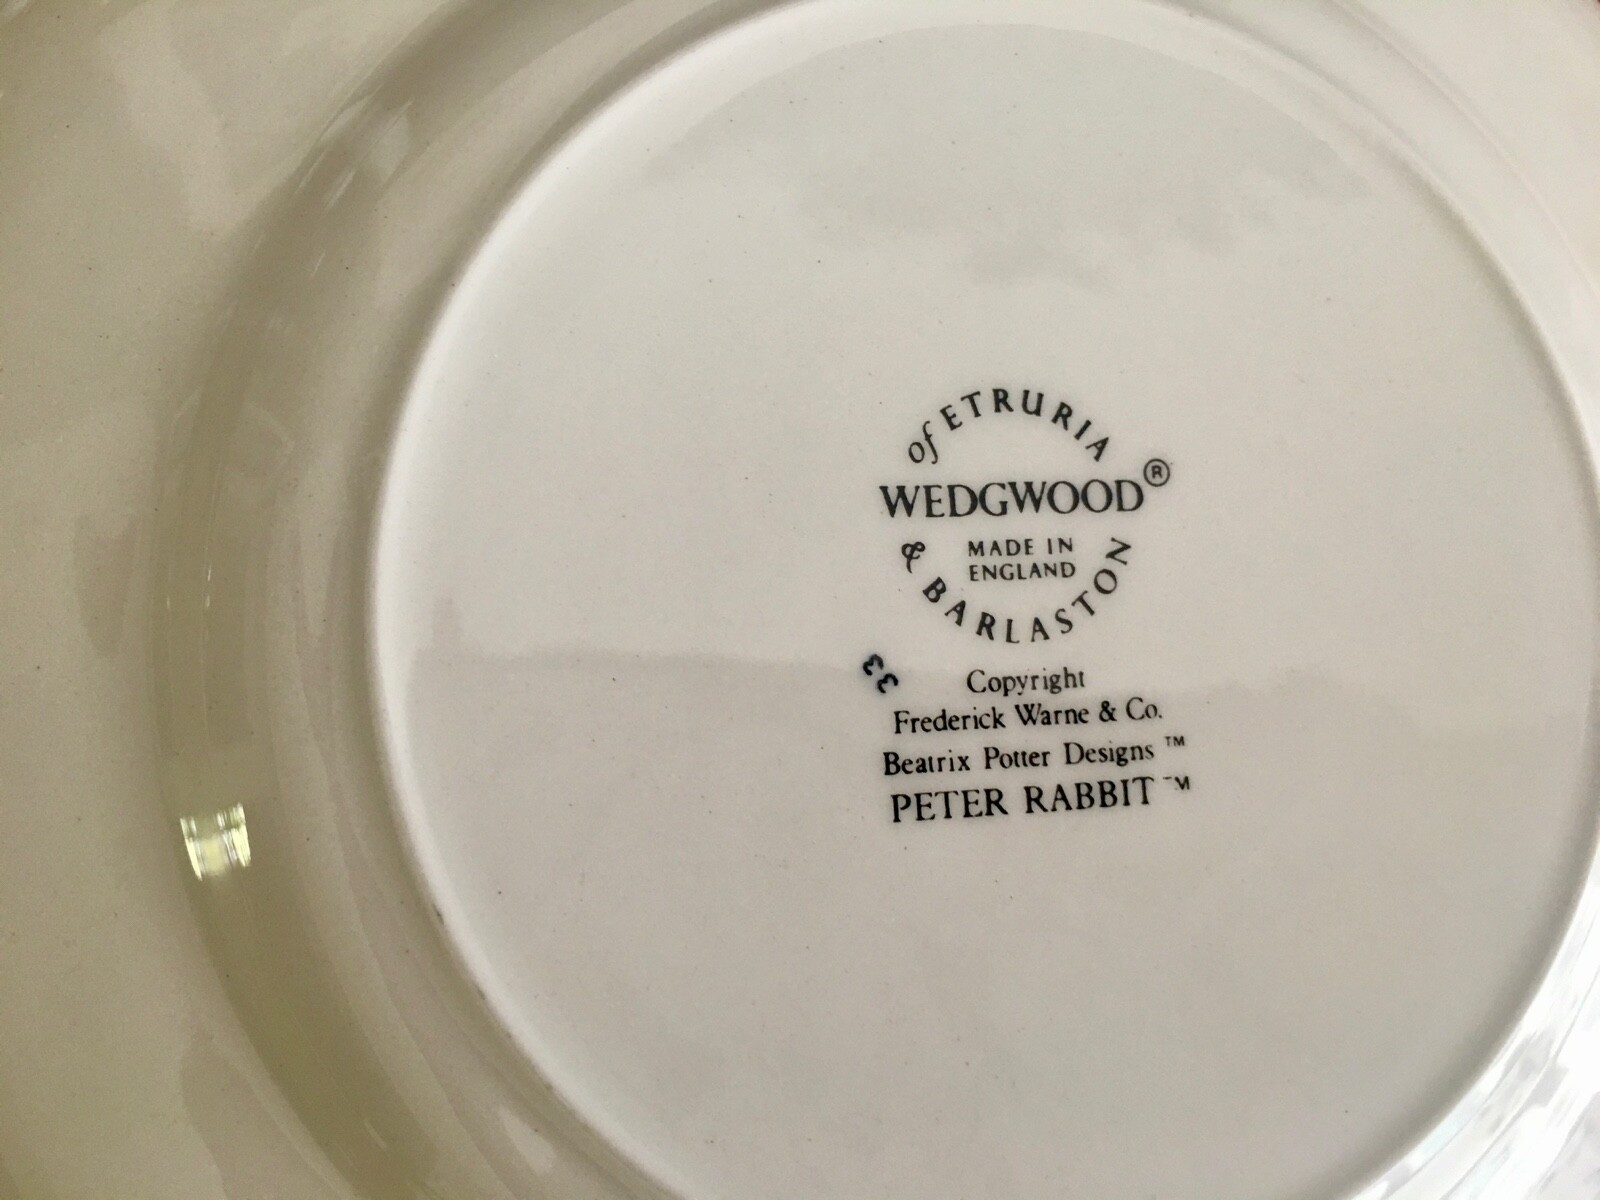 of ETRURIA
WEDGWOOD®
MADE IN
ENGLAND
& BARLASTON
33
Copyright
Frederick Warne & Co.
Beatrix Potter Designs ™
PETER RABBIT ™